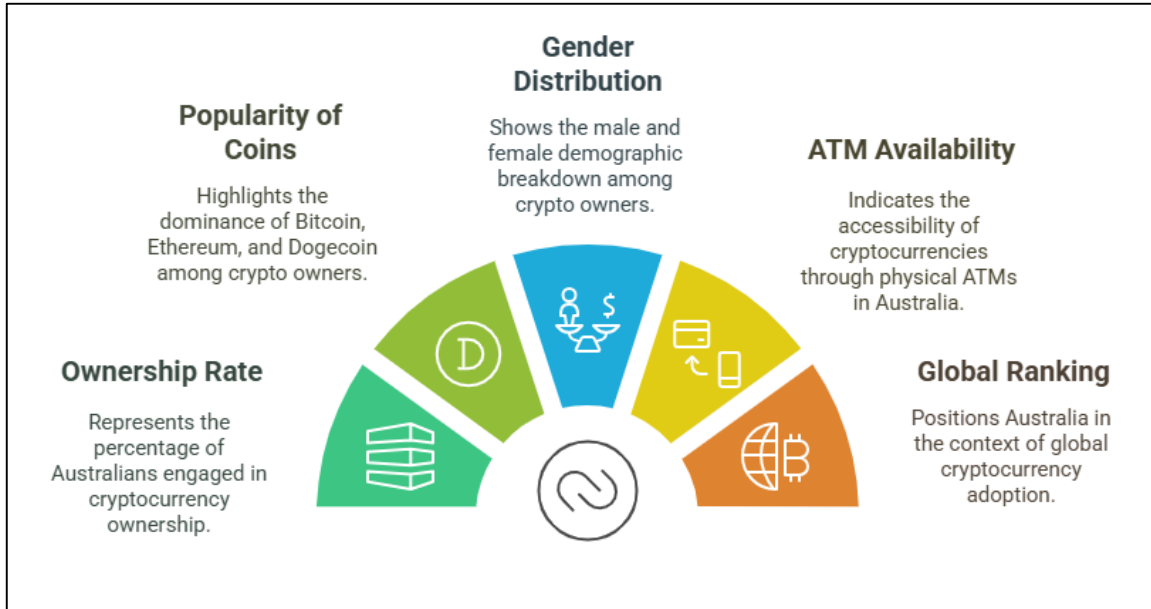 Gender
Distribution
Shows the male and
female demographic
breakdown among
crypto owners.
Popularity of
Coins
Highlights the
dominance of Bitcoin,
Ethereum, and Dogecoin
among crypto owners.
ATM Availability
Indicates the
accessibility of
cryptocurrencies
through physical ATMs
in Australia.
Ownership Rate
Represents the
percentage of
Australians engaged in
cryptocurrency
ownership.
Global Ranking
Positions Australia in
the context of global
cryptocurrency
adoption.